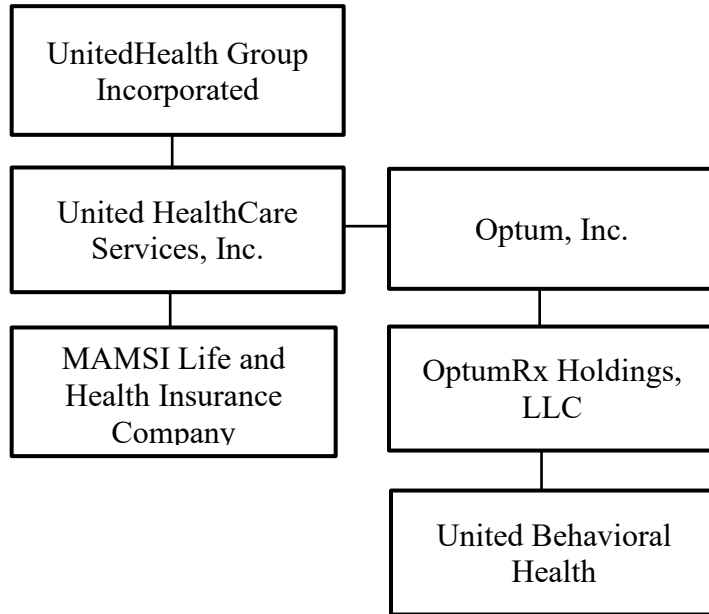 UnitedHealth Group
Incorporated
United HealthCare
Services, Inc.
Optum, Inc.
MAMSI Life and
Health Insurance
Company
OptumRx Holdings,
LLC
United Behavioral
Health